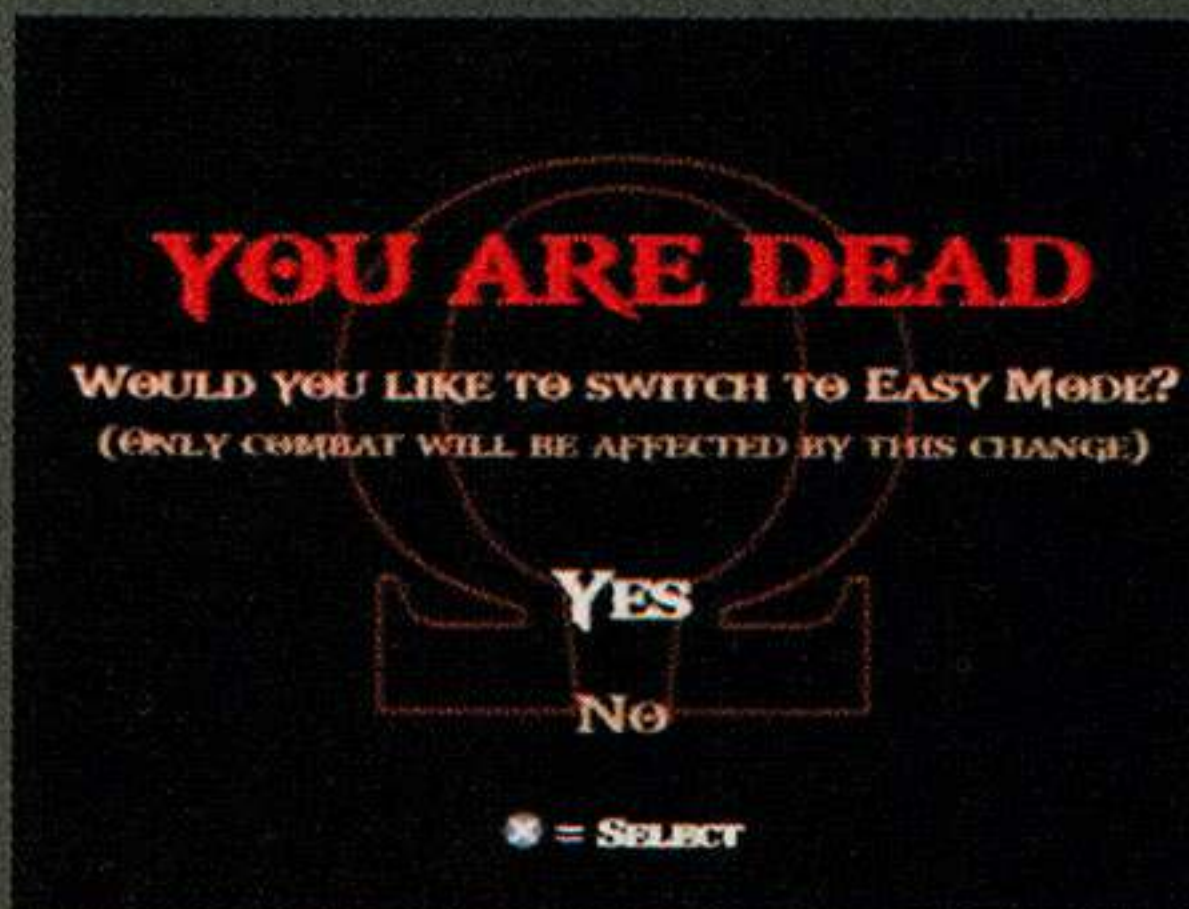 YOU ARE DEAD
WOULD YOU LIKE TO SWITCH TO EASY MODE?
(ONLY COMBAT WILL BE AFFECTED BY THIS CHANGE)
YES
NO
ⓧ = SELECT